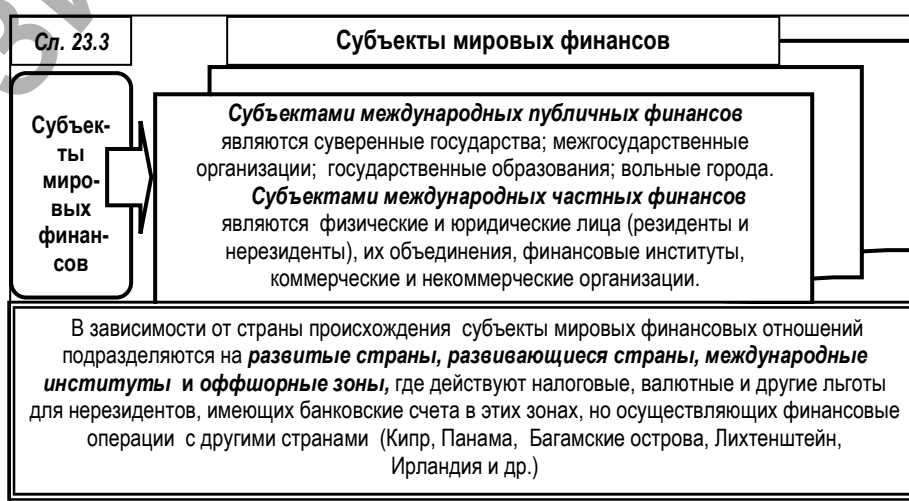 Сл. 23.3
Субъекты мировых финансов
Субъек-
ты
миро-
вых
финан-
сов
Субъектами международных публичных финансов
являются суверенные государства; межгосударственные
организации; государственные образования; вольные города.
Субъектами международных частных финансов
являются физические и юридические лица (резиденты и
нерезиденты), их объединения, финансовые институты,
коммерческие и некоммерческие организации.
В зависимости от страны происхождения субъекты мировых финансовых отношений
подразделяются на развитые страны, развивающиеся страны, международные
институты и оффшорные зоны, где действуют налоговые, валютные и другие льготы
для нерезидентов, имеющих банковские счета в этих зонах, но осуществляющих финансовые
операции с другими странами (Кипр, Панама, Багамские острова, Лихтенштейн,
Ирландия и др.)